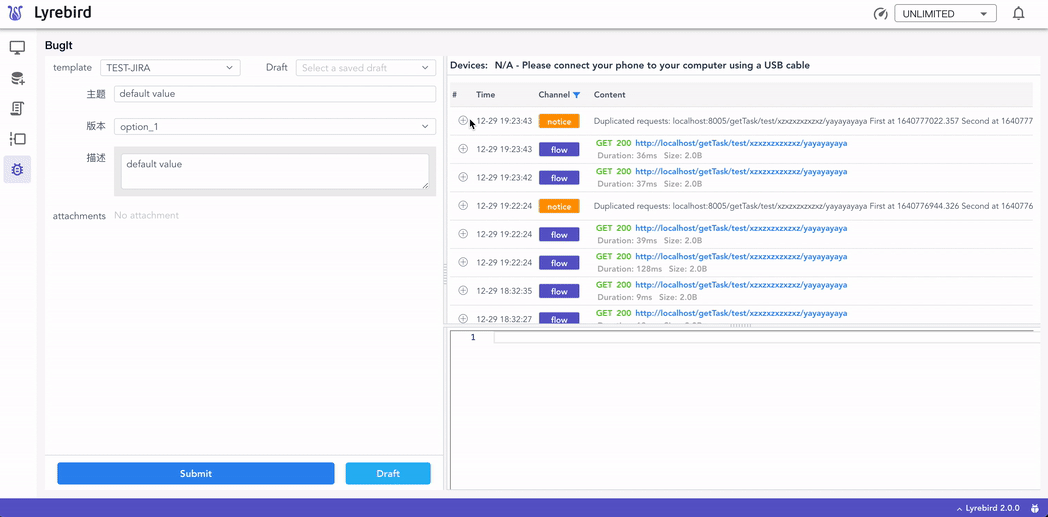 Lyrebird
UNLIMITED
BugIt
template TEST-JIRA Draft Select a saved draft
主题 default value
版本 option_1
描述 default value
attachments No attachment
Submit Draft
Devices: N/A - Please connect your phone to your computer using a USB cable
# Time Channel Content
12-29 19:23:43 notice Duplicated requests: localhost:8005/getTask/test/xzxzxzxzxzxz/yayayayaya First at 1640777022.357 Second at 1640777
12-29 19:23:43 flow GET 200 http://localhost/getTask/test/xzxzxzxzxzxz/yayayayaya
Duration: 36ms Size: 2.0B
12-29 19:23:42 flow GET 200 http://localhost/getTask/test/xzxzxzxzxzxz/yayayayaya
Duration: 37ms Size: 2.0B
12-29 19:22:24 notice Duplicated requests: localhost:8005/getTask/test/xzxzxzxzxzxz/yayayayaya First at 1640776944.326 Second at 1640776
12-29 19:22:24 flow GET 200 http://localhost/getTask/test/xzxzxzxzxzxz/yayayayaya
Duration: 39ms Size: 2.0B
12-29 19:22:24 flow GET 200 http://localhost/getTask/test/xzxzxzxzxzxz/yayayayaya
Duration: 128ms Size: 2.0B
12-29 18:32:35 flow GET 200 http://localhost/getTask/test/xzxzxzxzxzxz/yayayayaya
Duration: 9ms Size: 2.0B
12-29 18:32:27 flow GET 200 http://localhost/getTask/test/xzxzxzxzxzxz/yayayayaya
1
Lyrebird 2.0.0